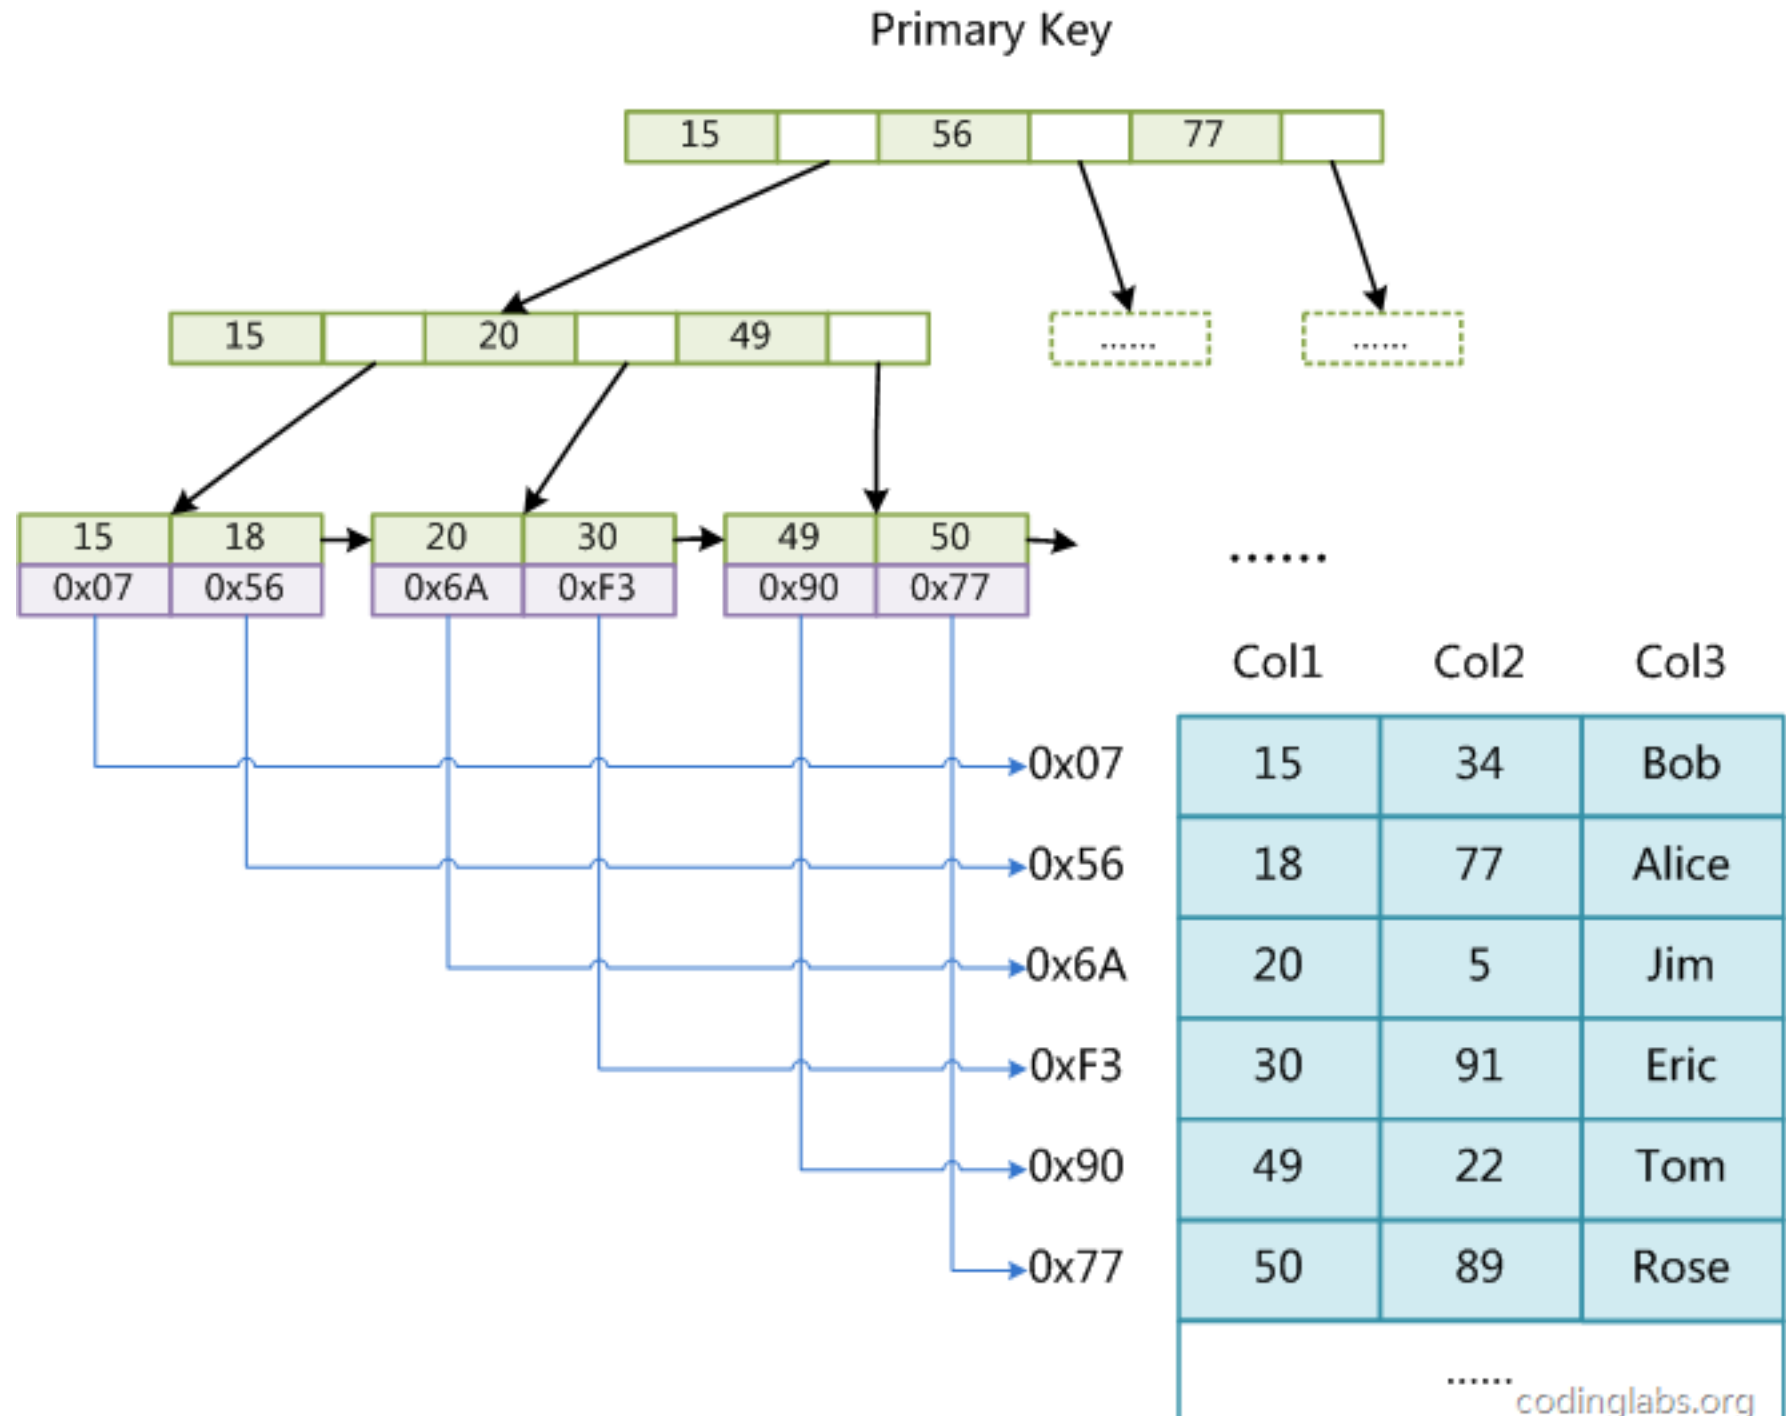 Primary Key
15 56 77
15 20 49
...... ......
15 18 20 30 49 50
0x07 0x56 0x6A 0xF3 0x90 0x77
......
Col1 Col2 Col3
0x07 15 34 Bob
0x56 18 77 Alice
0x6A 20 5 Jim
0xF3 30 91 Eric
0x90 49 22 Tom
0x77 50 89 Rose
......
codinglabs.org